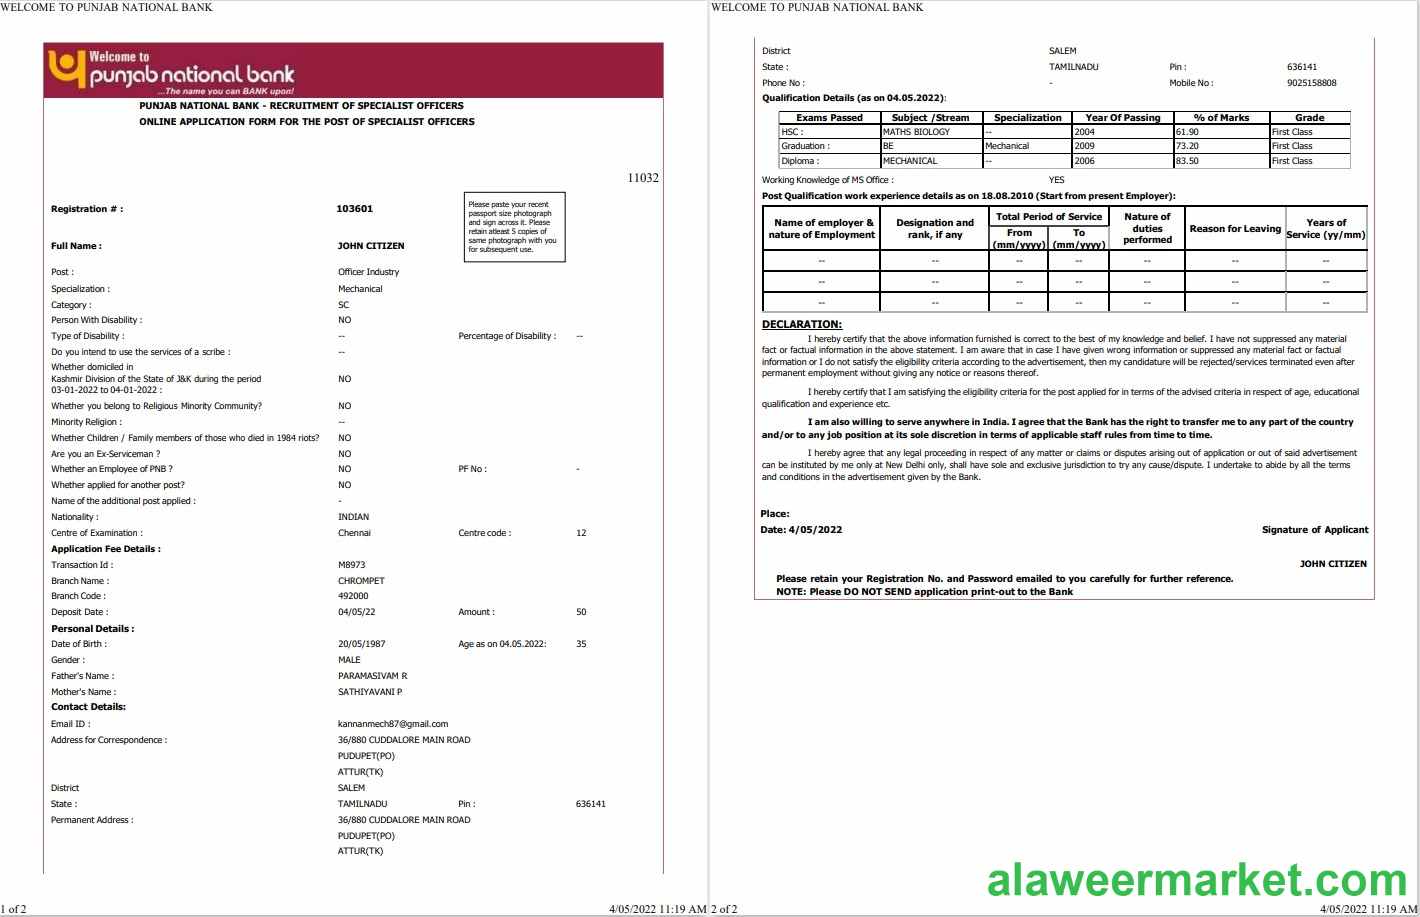 WELCOME TO PUNJAB NATIONAL BANK
Welcome to
punjab national bank
...The name you can BANK upon!
PUNJAB NATIONAL BANK - RECRUITMENT OF SPECIALIST OFFICERS
ONLINE APPLICATION FORM FOR THE POST OF SPECIALIST OFFICERS
11032
Please paste your recent
passport size photograph
and sign across it. Please
retain atleast 5 copies of
same photograph with you
for subsequent use.
Registration # : 103601
Full Name : JOHN CITIZEN
Post : Officer Industry
Specialization : Mechanical
Category : SC
Person With Disability : NO
Type of Disability : -- Percentage of Disability : --
Do you intend to use the services of a scribe : --
Whether domiciled in
Kashmir Division of the State of J&K during the period NO
03-01-2022 to 04-01-2022 :
Whether you belong to Religious Minority Community? NO
Minority Religion : --
Whether Children / Family members of those who died in 1984 riots? NO
Are you an Ex-Serviceman ? NO
Whether an Employee of PNB ? NO PF No : -
Whether applied for another post? NO
Name of the additional post applied : -
Nationality : INDIAN
Centre of Examination : Chennai Centre code : 12
Application Fee Details :
Transaction Id : M8973
Branch Name : CHROMPET
Branch Code : 492000
Deposit Date : 04/05/22 Amount : 50
Personal Details :
Date of Birth : 20/05/1987 Age as on 04.05.2022: 35
Gender : MALE
Father's Name : PARAMASIVAM R
Mother's Name : SATHIYAVANI P
Contact Details:
Email ID : kannanmech87@gmail.com
Address for Correspondence : 36/880 CUDDALORE MAIN ROAD
PUDUPET(PO)
ATTUR(TK)
District SALEM
State : TAMILNADU Pin : 636141
Permanent Address : 36/880 CUDDALORE MAIN ROAD
PUDUPET(PO)
ATTUR(TK)
1 of 2 4/05/2022 11:19 AM
WELCOME TO PUNJAB NATIONAL BANK
District SALEM
State : TAMILNADU Pin : 636141
Phone No : - Mobile No : 9025158808
Qualification Details (as on 04.05.2022):
Exams Passed Subject /Stream Specialization Year Of Passing % of Marks Grade
HSC : MATHS BIOLOGY -- 2004 61.90 First Class
Graduation : BE Mechanical 2009 73.20 First Class
Diploma : MECHANICAL -- 2006 83.50 First Class
Working Knowledge of MS Office : YES
Post Qualification work experience details as on 18.08.2010 (Start from present Employer):
Name of employer & nature of Employment Designation and rank, if any Total Period of Service From (mm/yyyy) To (mm/yyyy) Nature of duties performed Reason for Leaving Years of Service (yy/mm)
-- -- -- -- -- -- --
-- -- -- -- -- -- --
-- -- -- -- -- -- --
DECLARATION:
I hereby certify that the above information furnished is correct to the best of my knowledge and belief. I have not suppressed any material
fact or factual information in the above statement. I am aware that in case I have given wrong information or suppressed any material fact or factual
information or I do not satisfy the eligibility criteria according to the advertisement, then my candidature will be rejected/services terminated even after
permanent employment without giving any notice or reasons thereof.
I hereby certify that I am satisfying the eligibility criteria for the post applied for in terms of the advised criteria in respect of age, educational
qualification and experience etc.
I am also willing to serve anywhere in India. I agree that the Bank has the right to transfer me to any part of the country
and/or to any job position at its sole discretion in terms of applicable staff rules from time to time.
I hereby agree that any legal proceeding in respect of any matter or claims or disputes arising out of application or out of said advertisement
can be instituted by me only at New Delhi only, shall have sole and exclusive jurisdiction to try any cause/dispute. I undertake to abide by all the terms
and conditions in the advertisement given by the Bank.
Place:
Date: 4/05/2022 Signature of Applicant
JOHN CITIZEN
Please retain your Registration No. and Password emailed to you carefully for further reference.
NOTE: Please DO NOT SEND application print-out to the Bank
alaweermarket.com
2 of 2 4/05/2022 11:19 AM